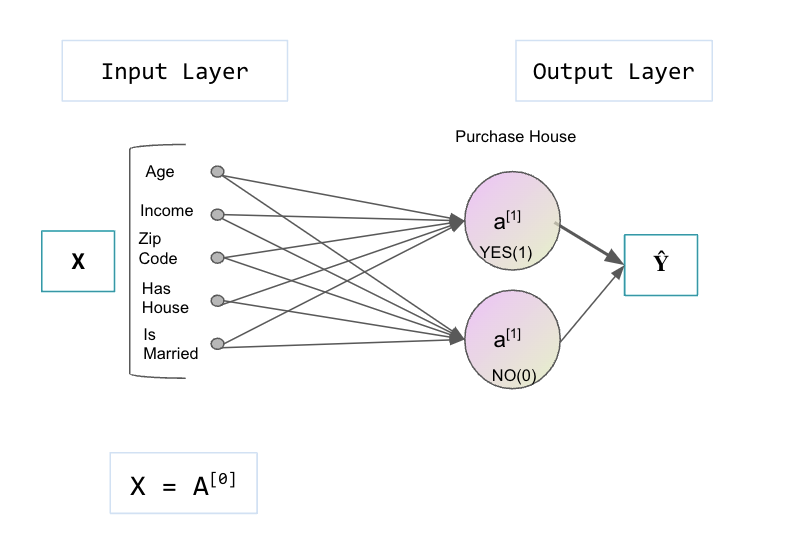 Input Layer
Output Layer
Purchase House
Age
Income
Zip
Code
Has
House
Is
Married
X
a[1]
YES(1)
a[1]
NO(0)
Ŷ
X = A[0]